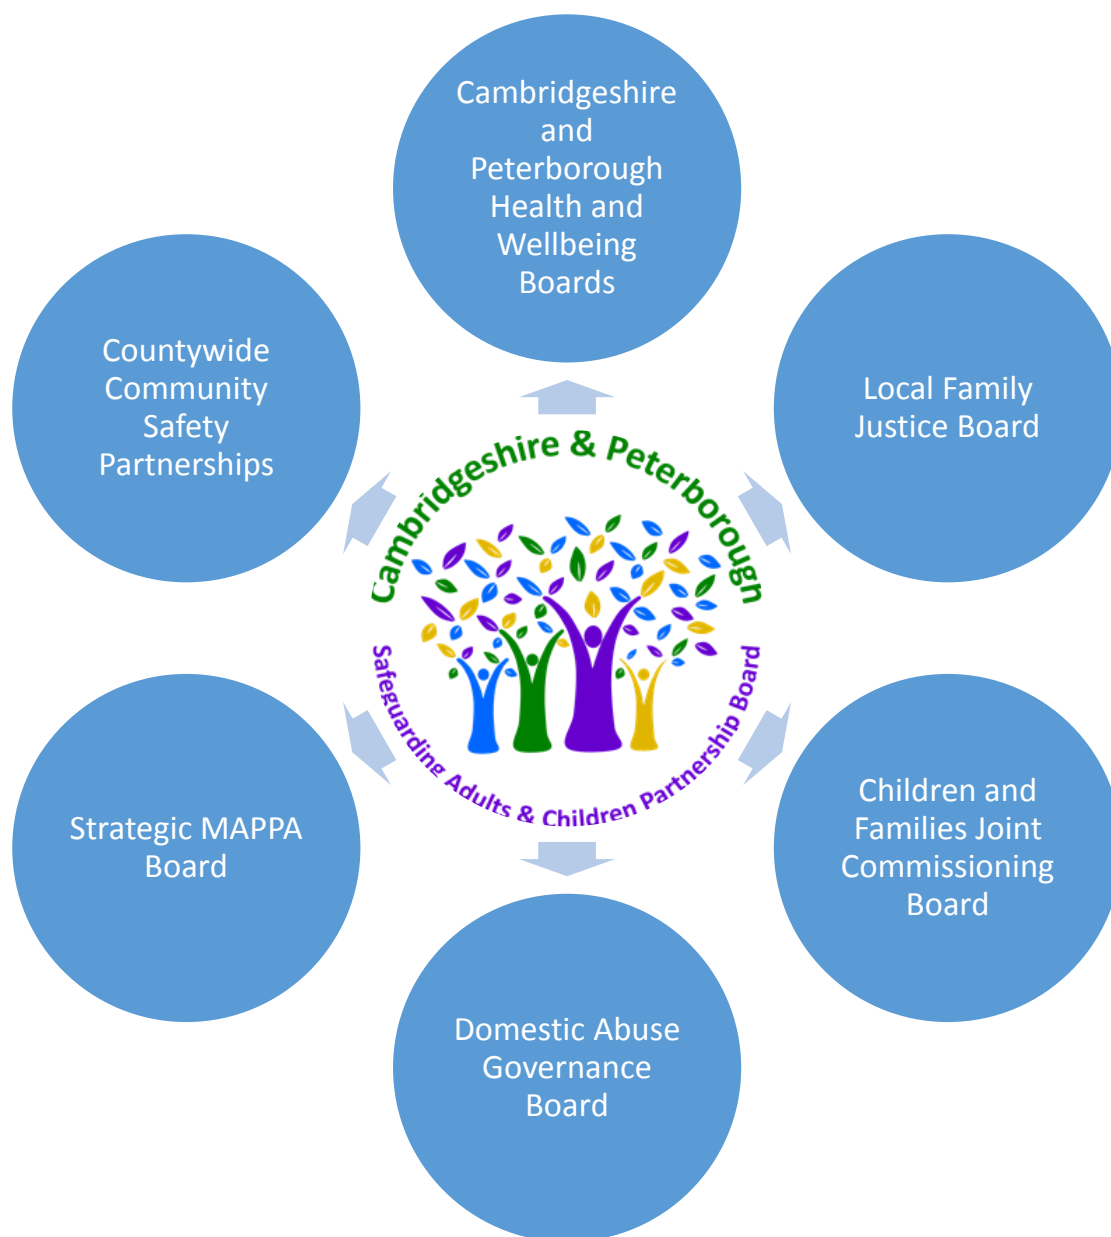 Cambridgeshire
and
Peterborough
Health and
Wellbeing
Boards
Countywide
Community
Safety
Partnerships
Local Family
Justice Board
Cambridgeshire & Peterborough
Safeguarding Adults & Children Partnership Board
Strategic MAPPA
Board
Children and
Families Joint
Commissioning
Board
Domestic Abuse
Governance
Board